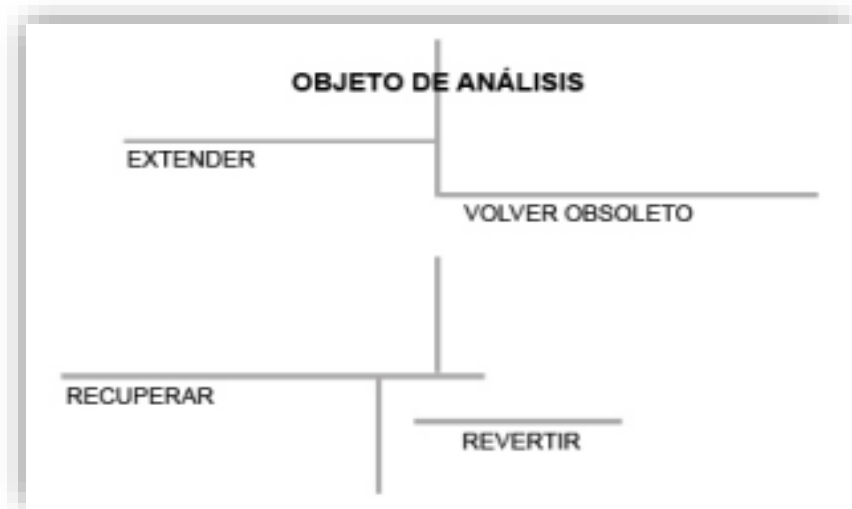 OBJETO DE ANÁLISIS
EXTENDER
VOLVER OBSOLETO
RECUPERAR
REVERTIR